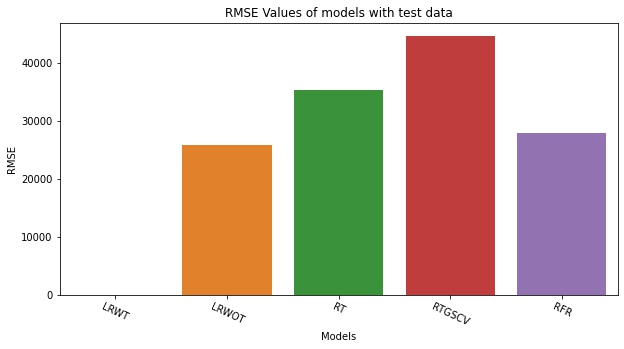 RMSE Values of models with test data
RMSE
40000
30000
20000
10000
0
LRWT
LRWOT
RT
RTGSCV
RFR
Models